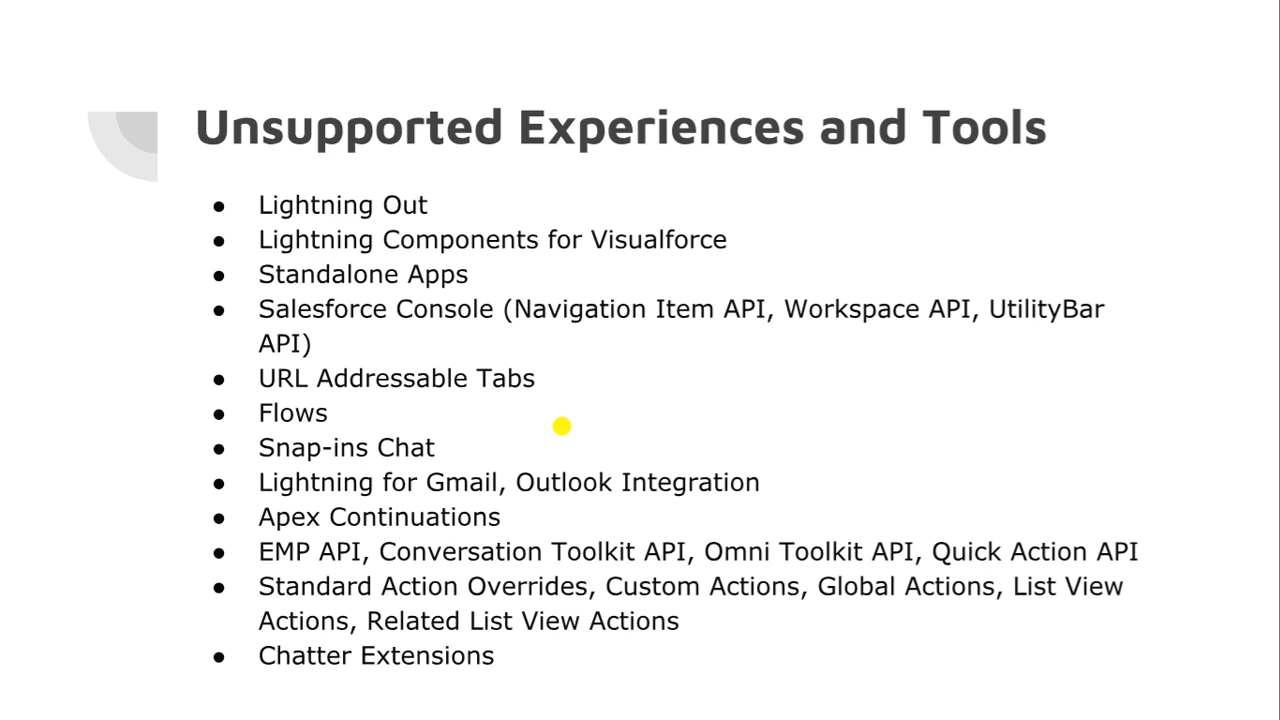 Unsupported Experiences and Tools
● Lightning Out
● Lightning Components for Visualforce
● Standalone Apps
● Salesforce Console (Navigation Item API, Workspace API, UtilityBar
API)
● URL Addressable Tabs
● Flows
● Snap-ins Chat
● Lightning for Gmail, Outlook Integration
● Apex Continuations
● EMP API, Conversation Toolkit API, Omni Toolkit API, Quick Action API
● Standard Action Overrides, Custom Actions, Global Actions, List View
Actions, Related List View Actions
● Chatter Extensions